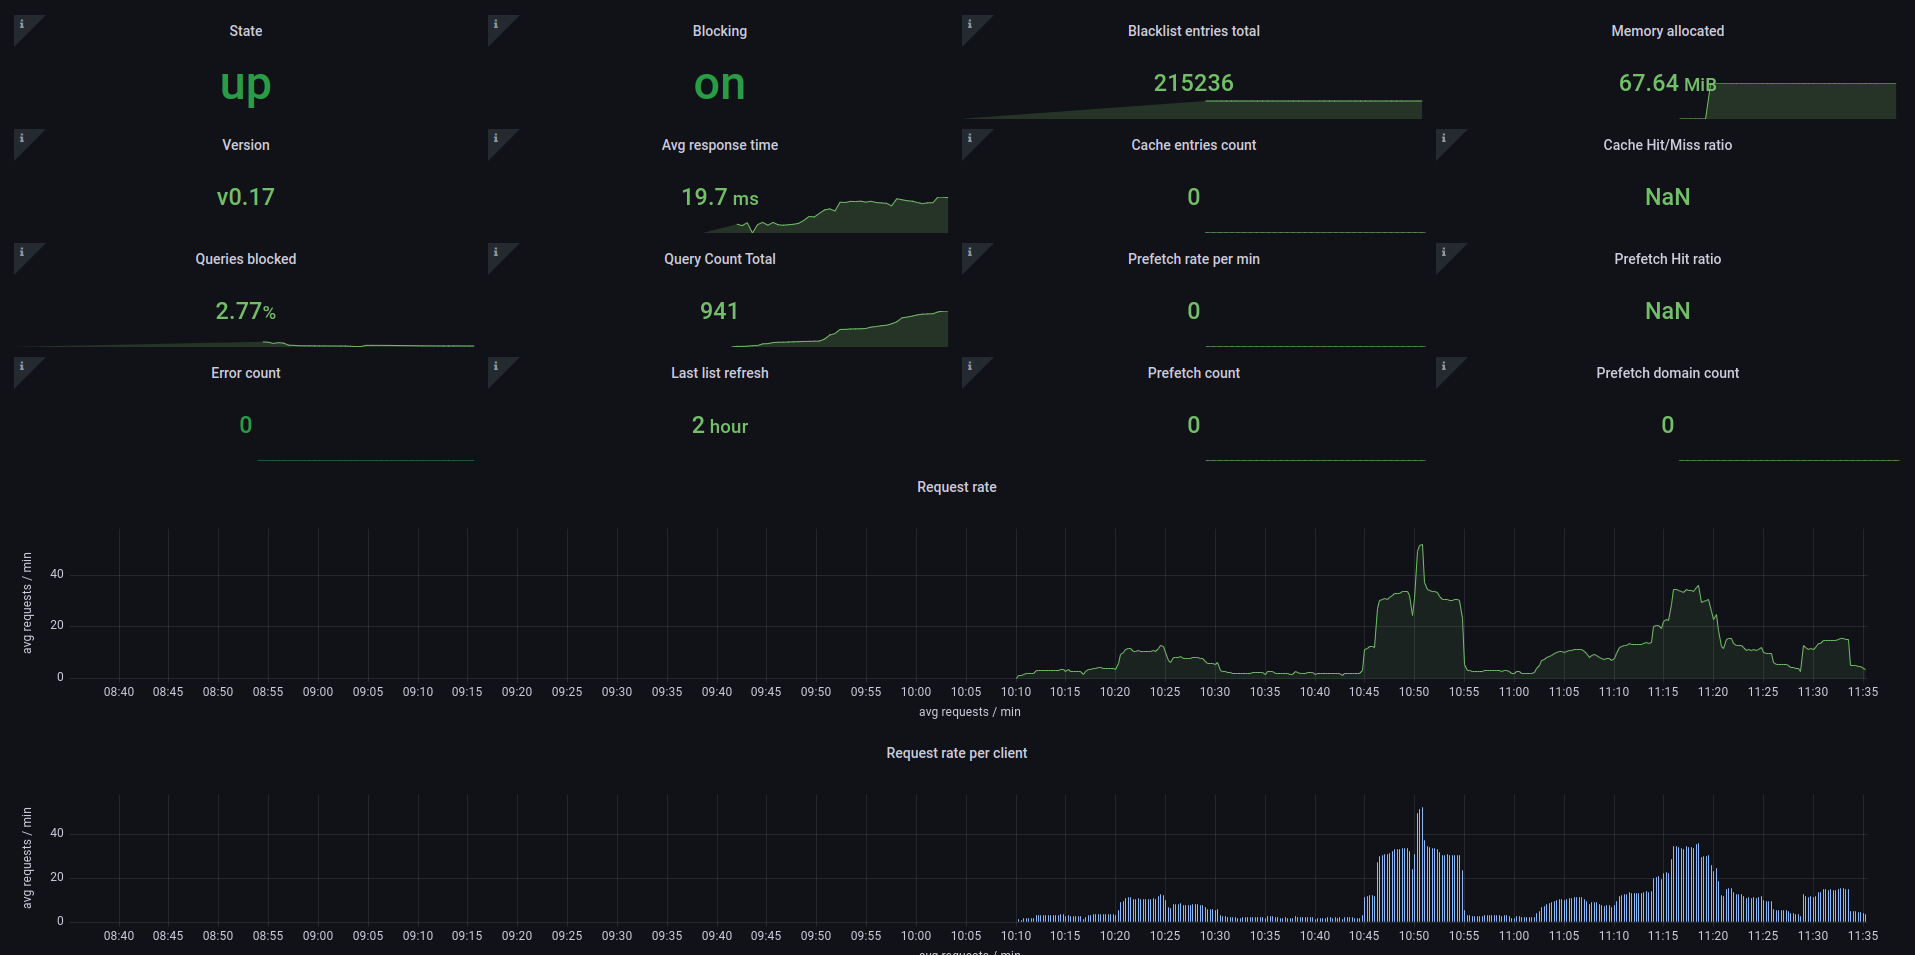 State
Blocking
Blacklist entries total
Memory allocated
up
on
215236
67.64 MiB
Version
Avg response time
Cache entries count
Cache Hit/Miss ratio
v0.17
19.7 ms
0
NaN
Queries blocked
Query Count Total
Prefetch rate per min
Prefetch Hit ratio
2.77%
941
0
NaN
Error count
Last list refresh
Prefetch count
Prefetch domain count
0
2 hour
0
0
Request rate
avg requests / min
40
20
0
08:40 08:45 08:50 08:55 09:00 09:05 09:10 09:15 09:20 09:25 09:30 09:35 09:40 09:45 09:50 09:55 10:00 10:05 10:10 10:15 10:20 10:25 10:30 10:35 10:40 10:45 10:50 10:55 11:00 11:05 11:10 11:15 11:20 11:25 11:30 11:35
avg requests / min
Request rate per client
avg requests / min
40
20
0
08:40 08:45 08:50 08:55 09:00 09:05 09:10 09:15 09:20 09:25 09:30 09:35 09:40 09:45 09:50 09:55 10:00 10:05 10:10 10:15 10:20 10:25 10:30 10:35 10:40 10:45 10:50 10:55 11:00 11:05 11:10 11:15 11:20 11:25 11:30 11:35
avg requests / min